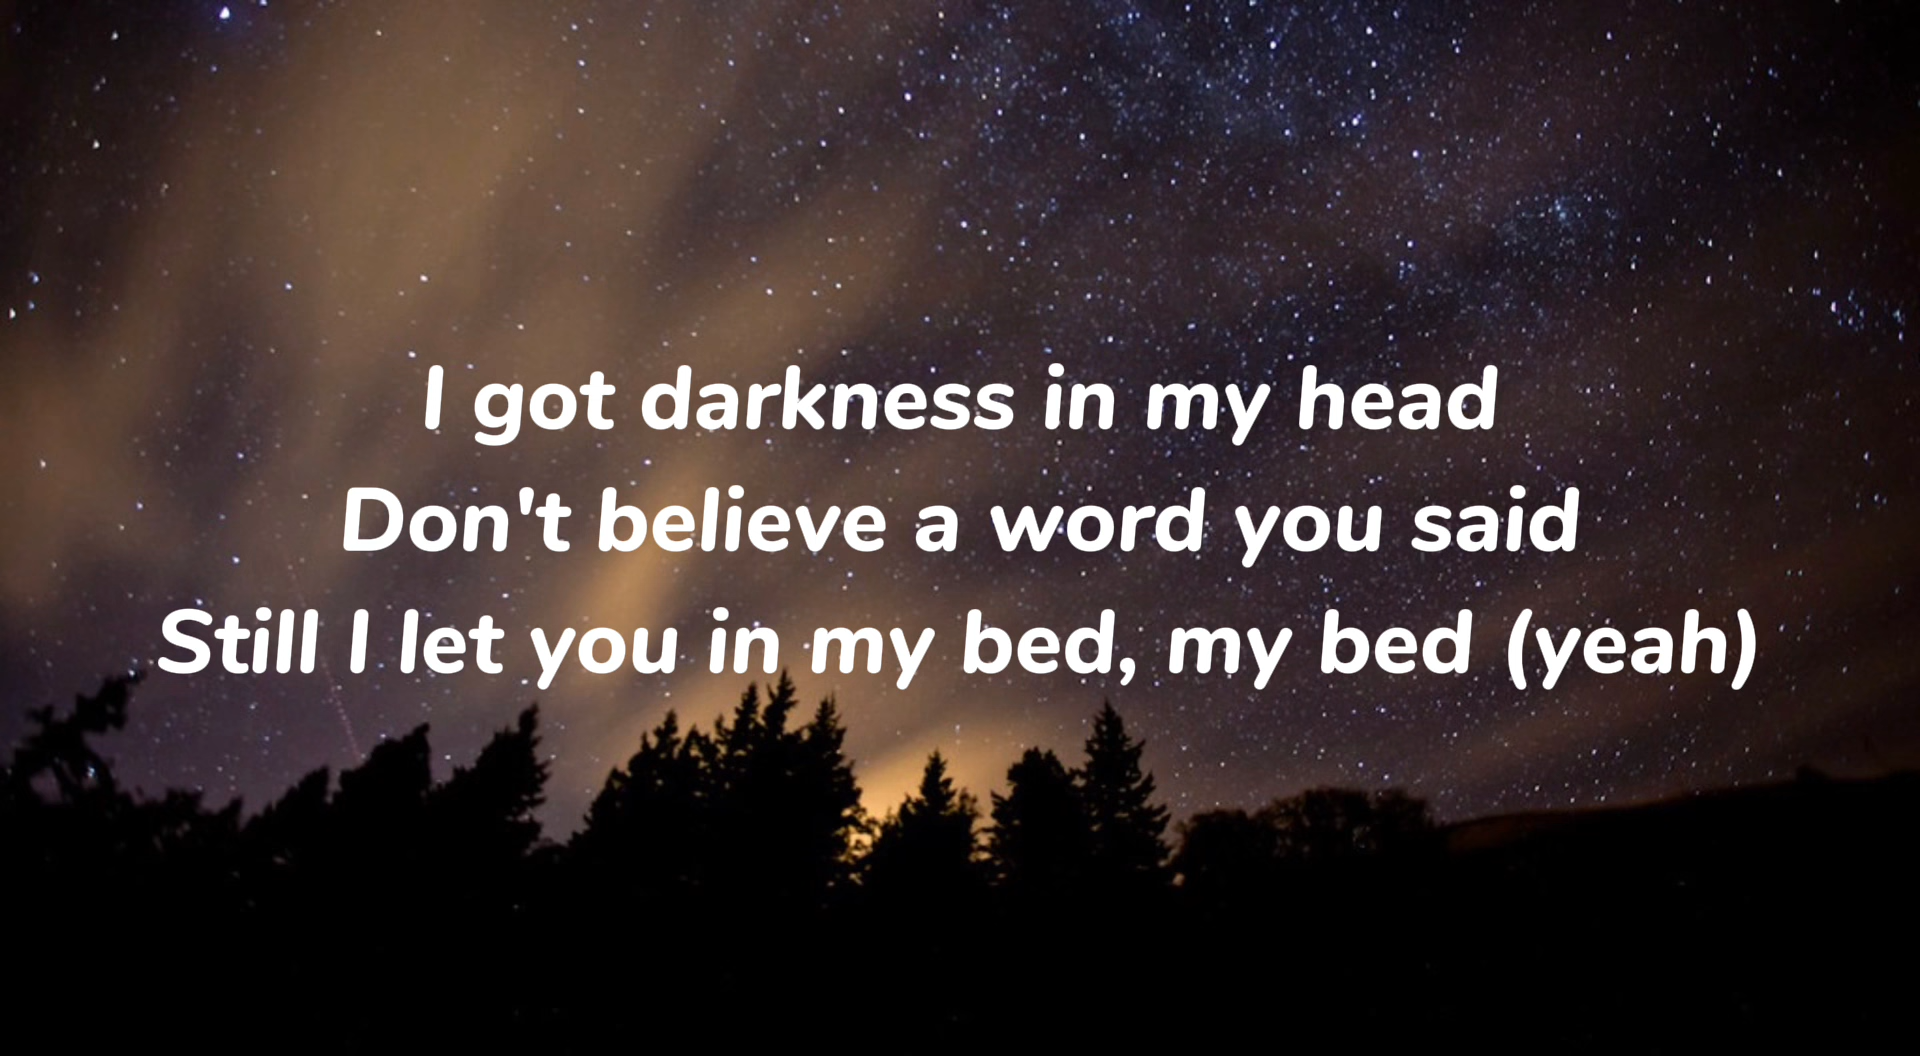 I got darkness in my head
Don't believe a word you said
Still I let you in my bed, my bed (yeah)